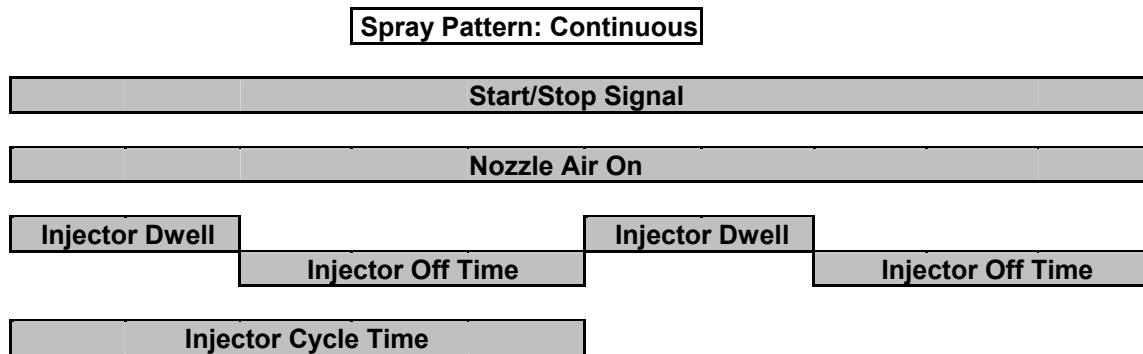 Spray Pattern: Continuous
Start/Stop Signal
Nozzle Air On
Injector Dwell Injector Dwell
Injector Off Time Injector Off Time
Injector Cycle Time